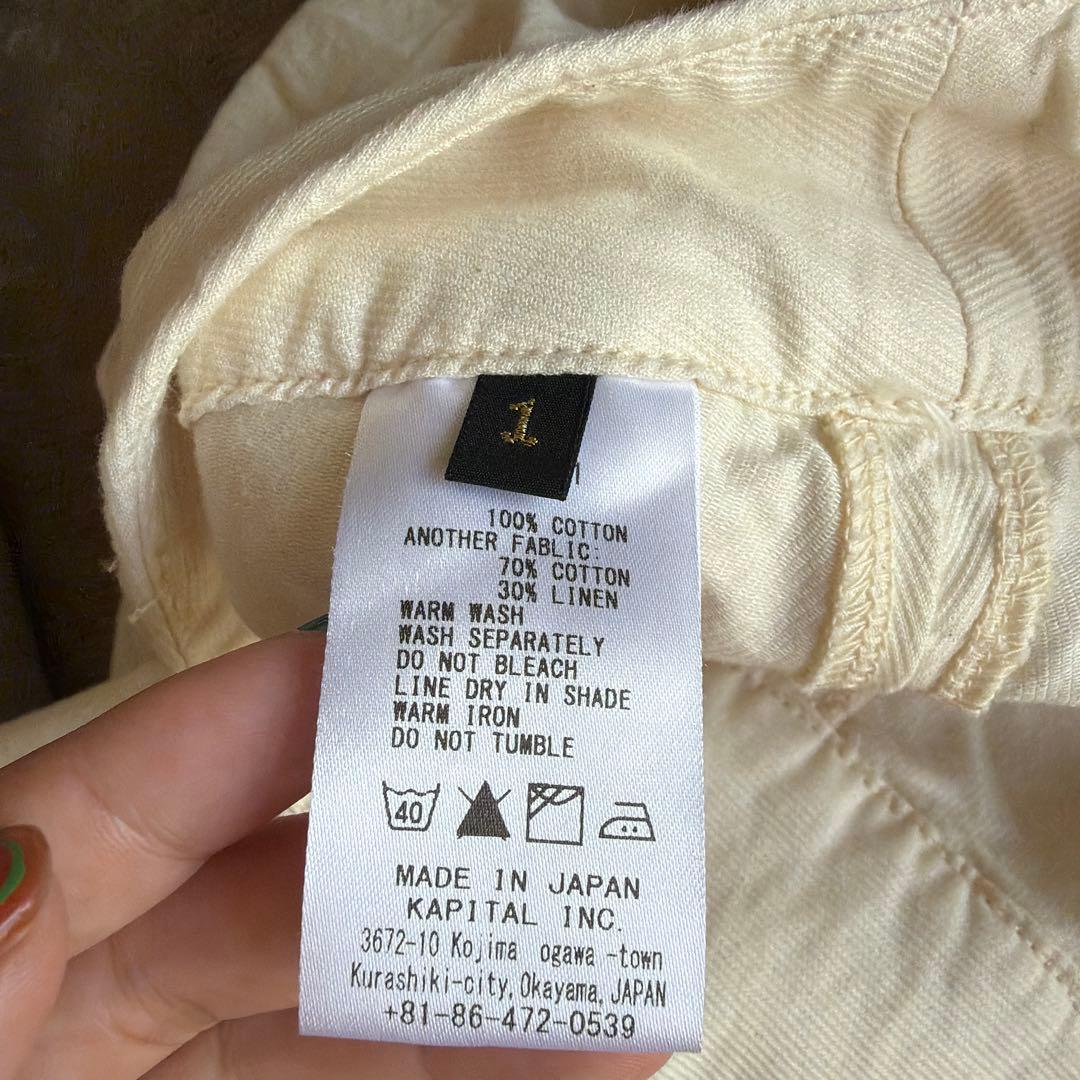 1
100% COTTON
ANOTHER FABLIC:
70% COTTON
30% LINEN
WARM WASH
WASH SEPARATELY
DO NOT BLEACH
LINE DRY IN SHADE
WARM IRON
DO NOT TUMBLE
40
MADE IN JAPAN
KAPITAL INC.
3672-10 Kojima ogawa-town
Kurashiki-city, Okayama, JAPAN
+81-86-472-0539